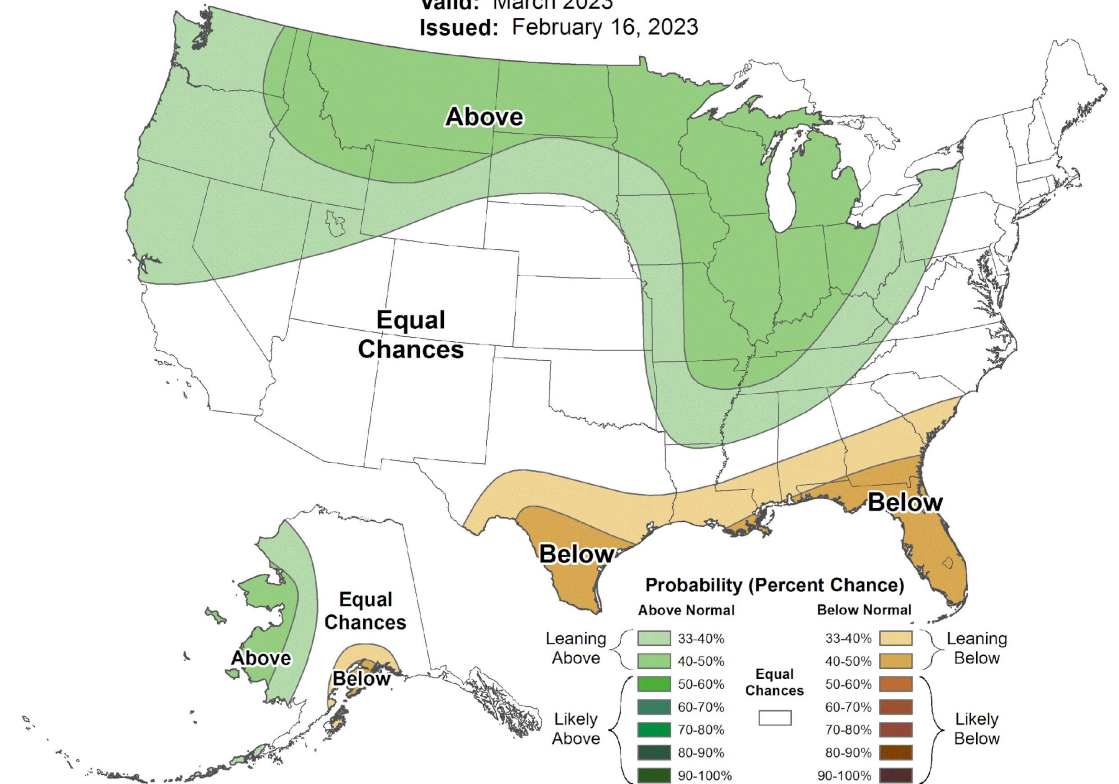 Valid: March 2023
Issued: February 16, 2023
Above
Equal
Chances
Below
Below
Above
Equal
Chances
Below
Probability (Percent Chance)
Above Normal
Below Normal
Leaning
Above
33-40%
40-50%
50-60%
60-70%
70-80%
80-90%
90-100%
Likely
Above
Equal
Chances
33-40%
40-50%
50-60%
60-70%
70-80%
80-90%
90-100%
Leaning
Below
Likely
Below